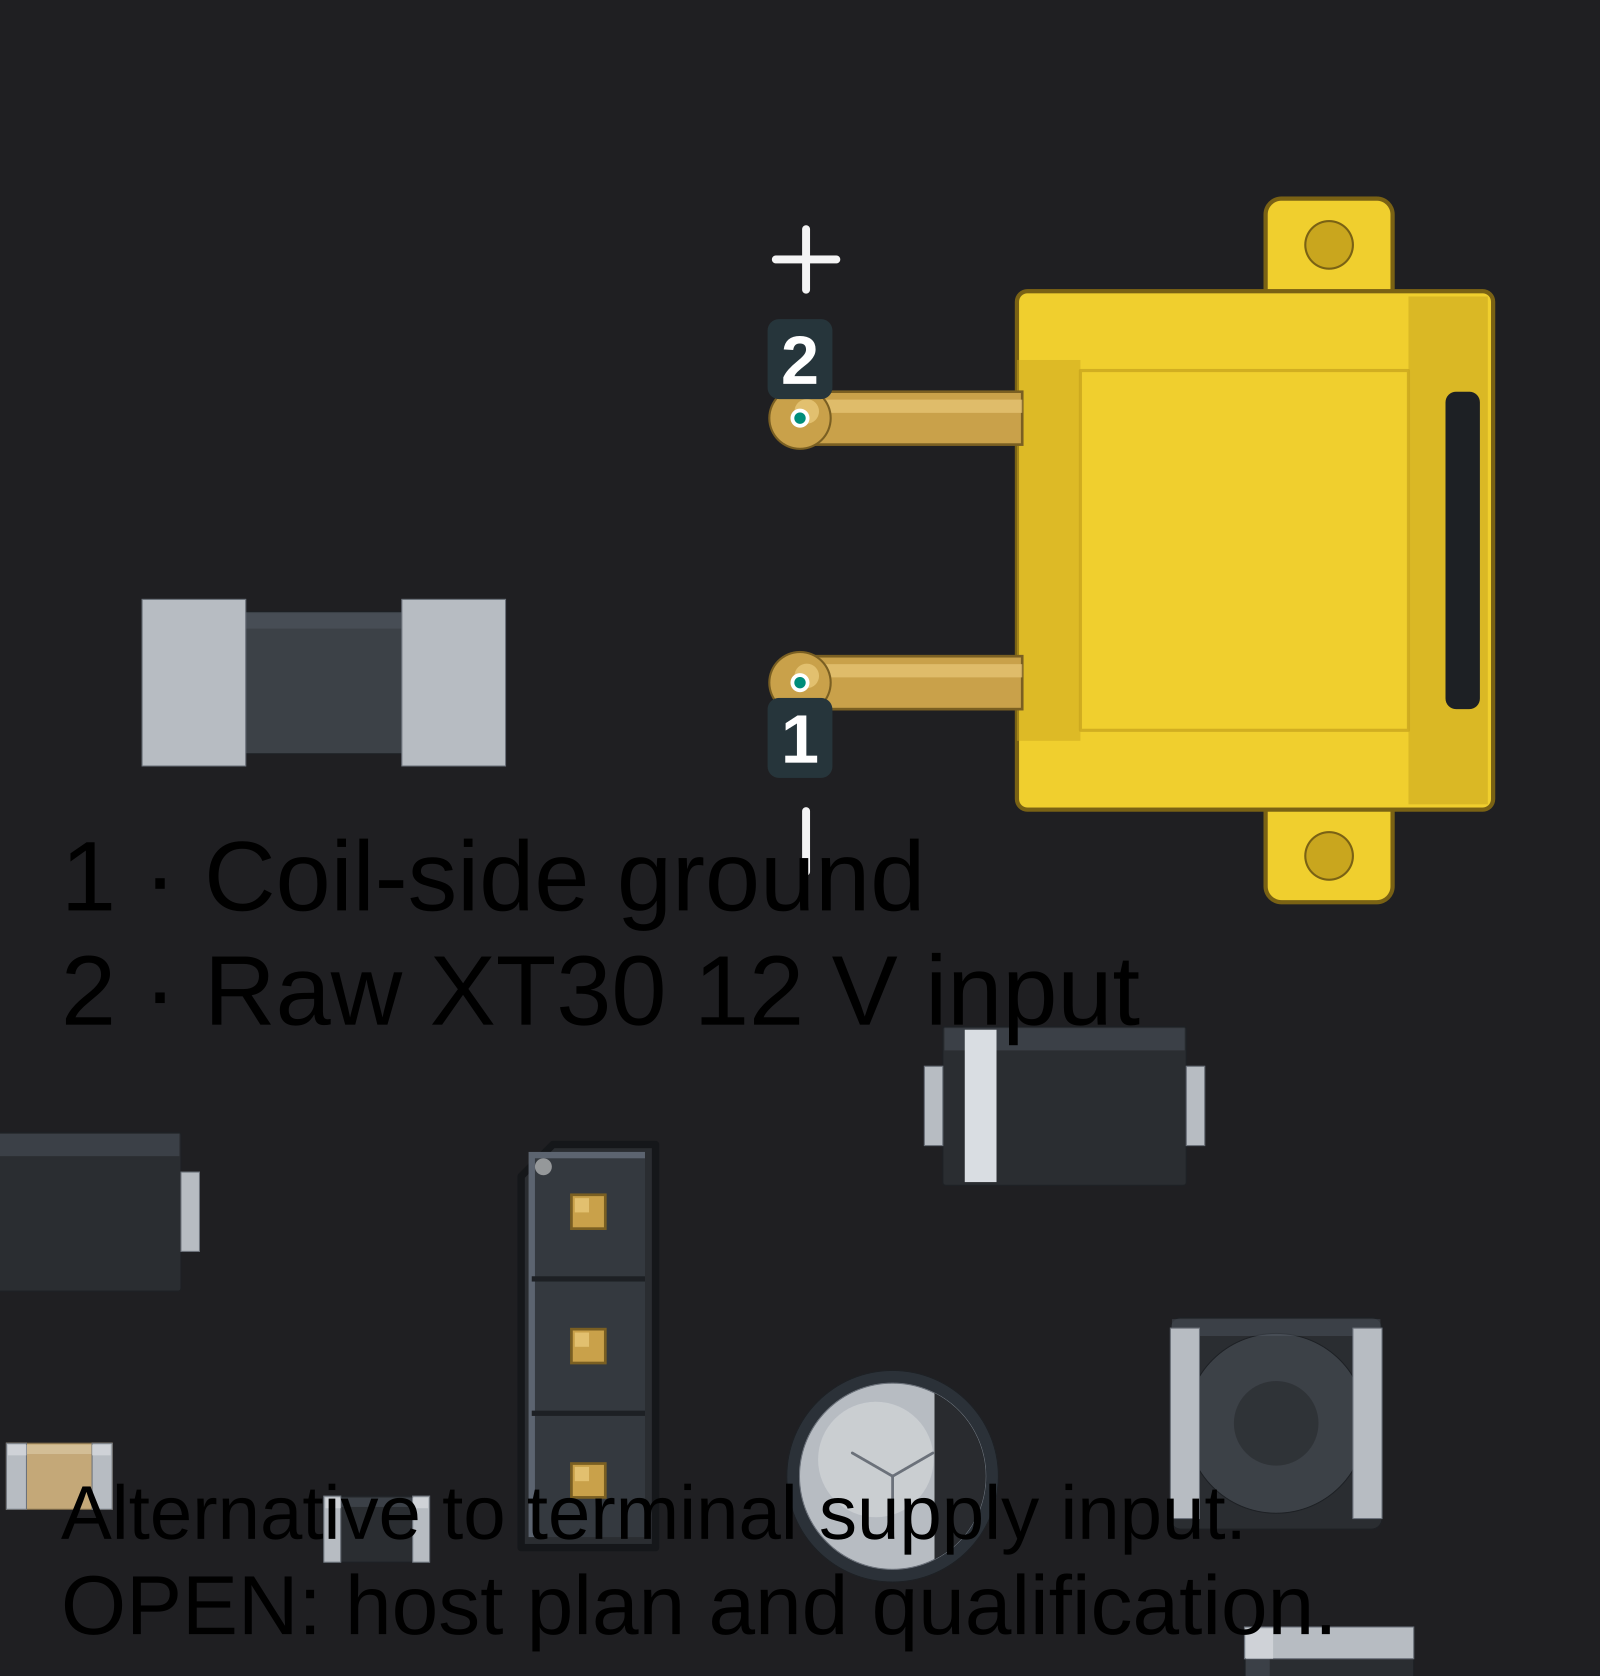 2
1
1 · Coil-side ground
2 · Raw XT30 12 V input
Alternative to terminal supply input.
OPEN: host plan and qualification.